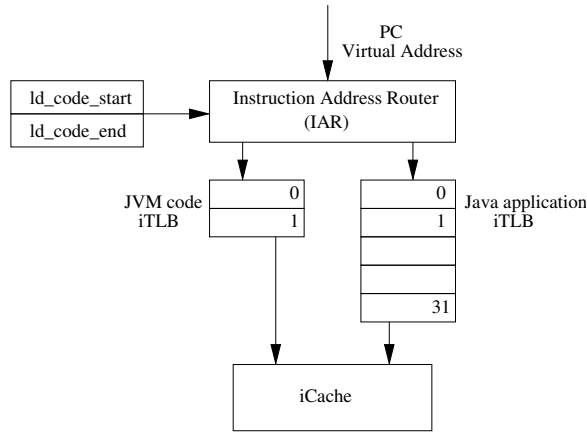 PC
Virtual Address
ld_code_start
ld_code_end
Instruction Address Router
(IAR)
JVM code
iTLB
0
1
0
1
31
Java application
iTLB
iCache